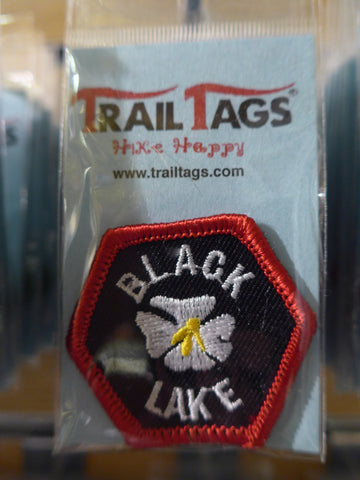 TRAIL TAGS®
Hike Happy
www.trailtags.com
BLACK
LAKE